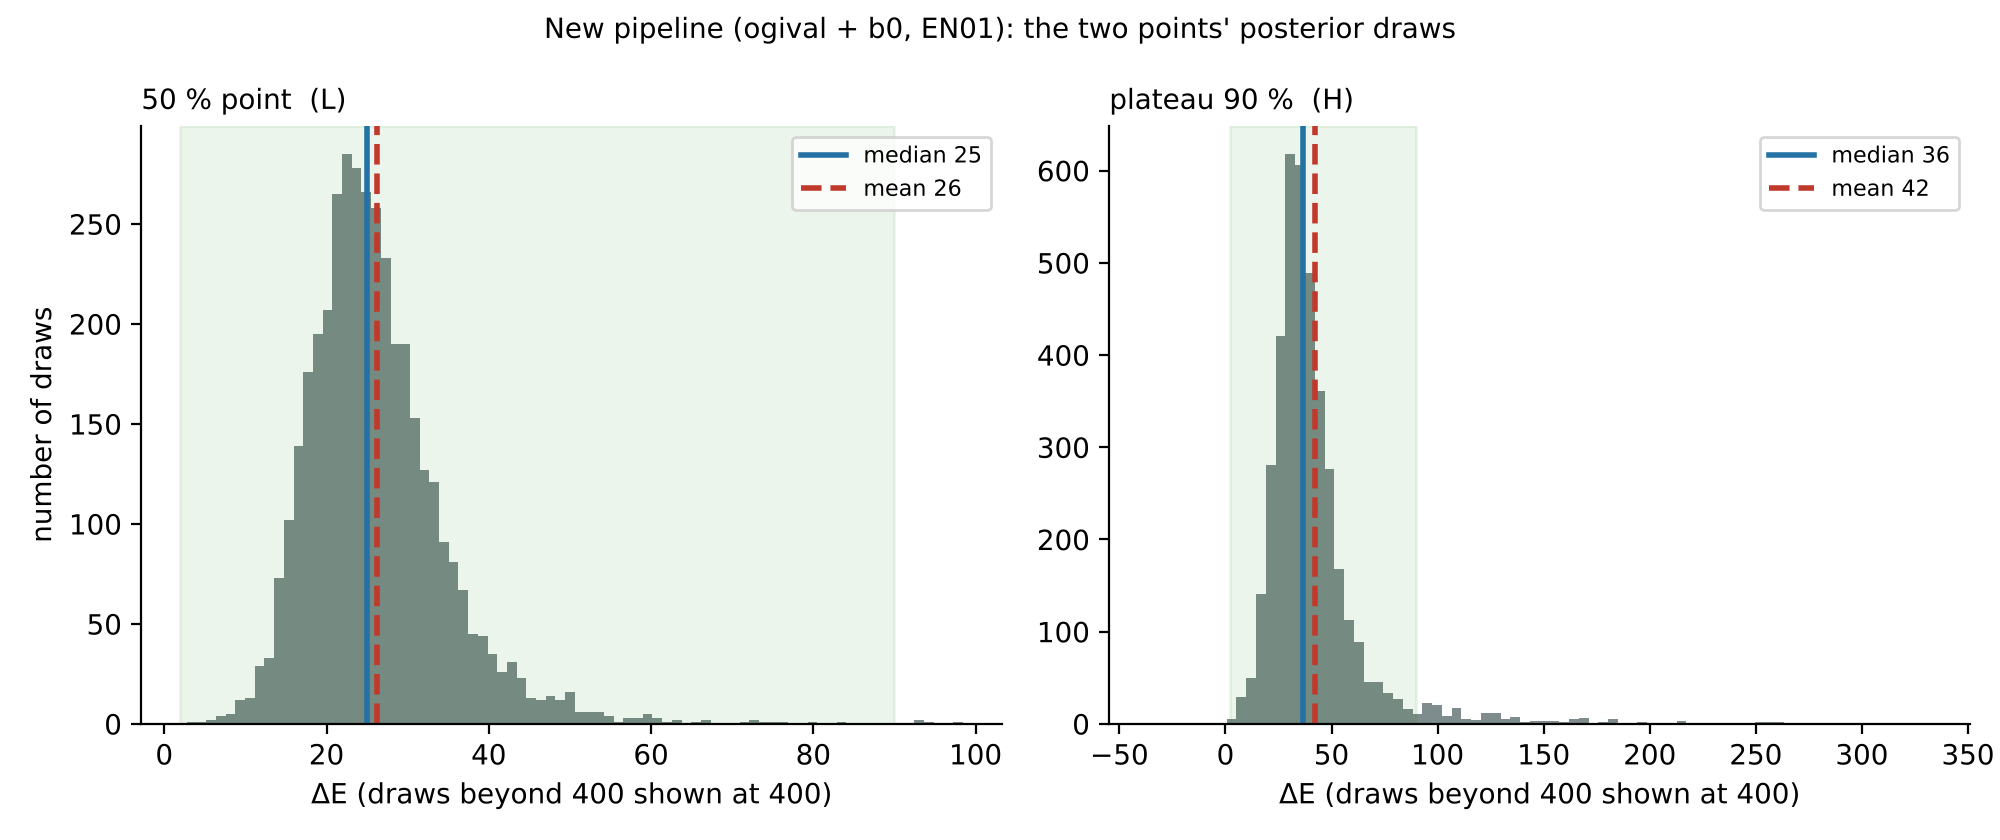 New pipeline (ogival + b0, EN01): the two points' posterior draws
50 % point  (L)
median 25
mean 26
number of draws
250
200
150
100
50
0
0 20 40 60 80 100
ΔE (draws beyond 400 shown at 400)
plateau 90 %  (H)
median 36
mean 42
600
500
400
300
200
100
0
−50 0 50 100 150 200 250 300 350
ΔE (draws beyond 400 shown at 400)